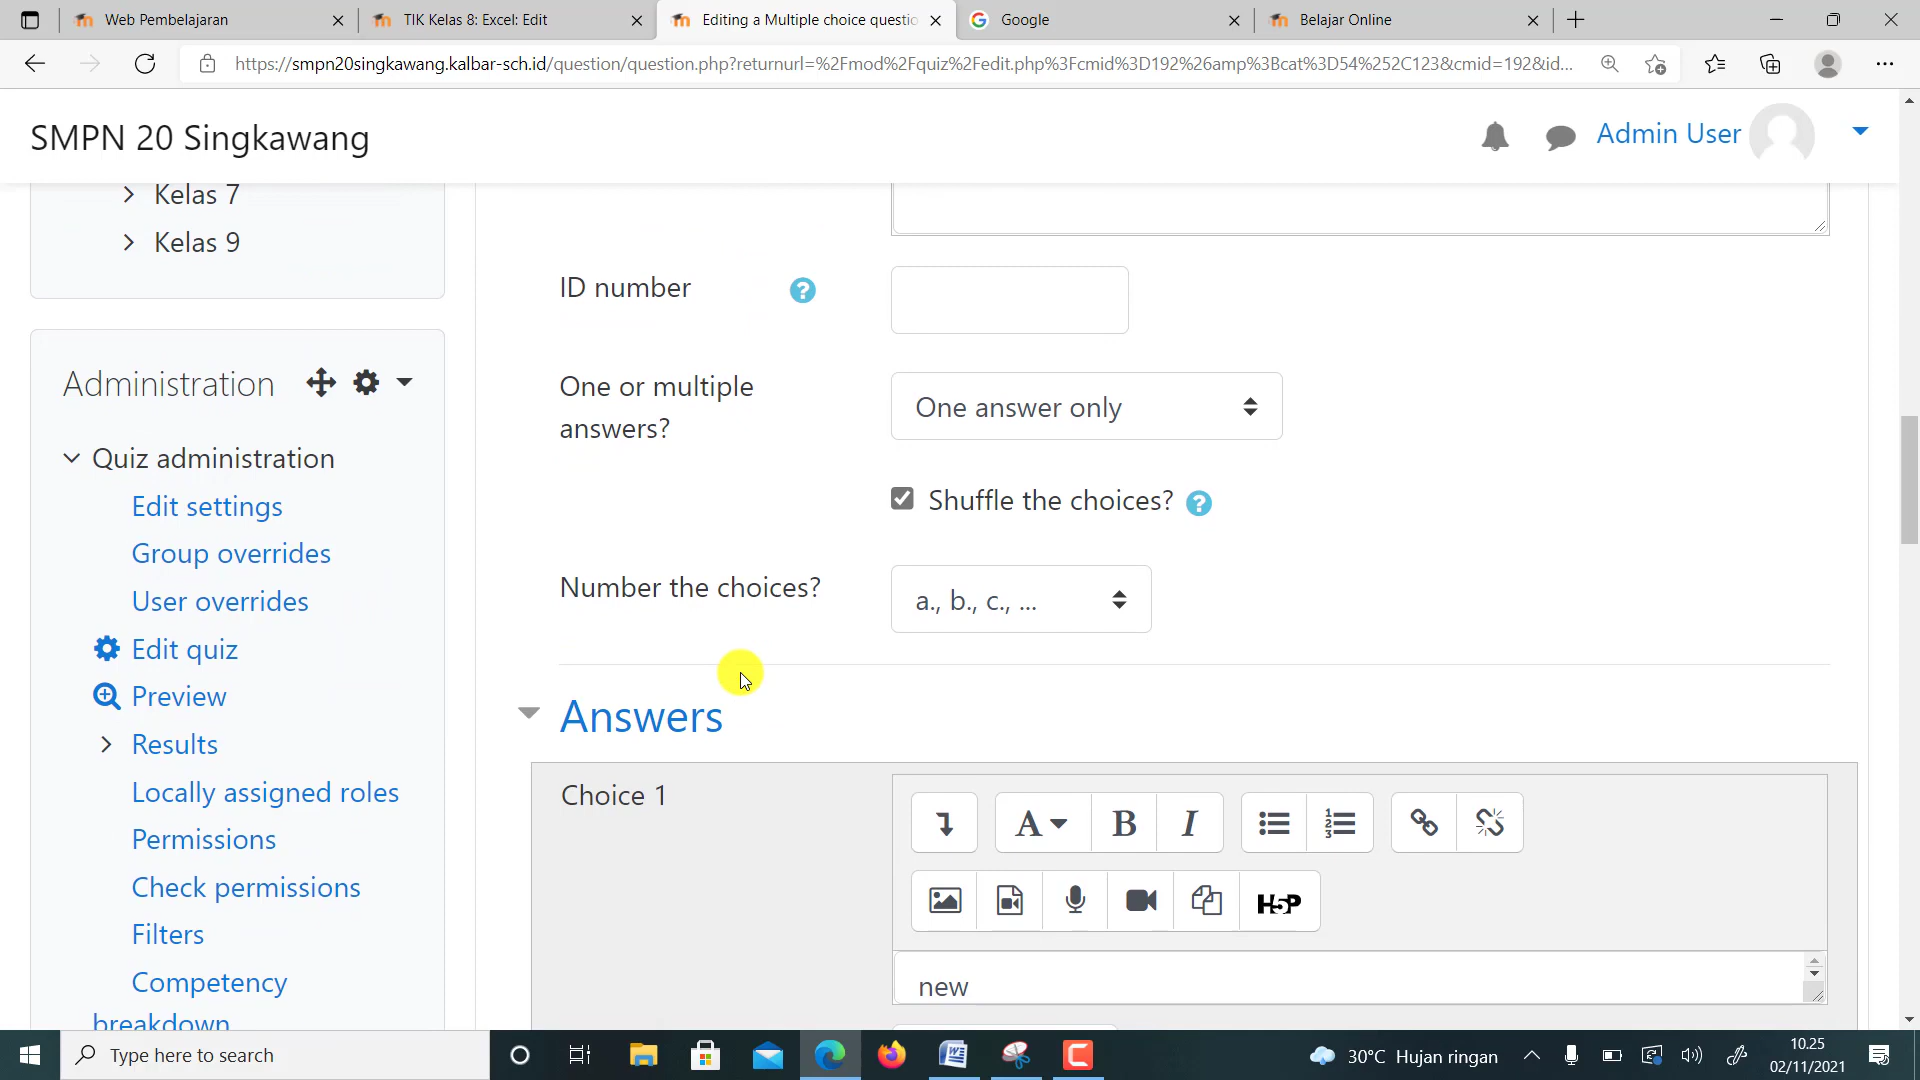 Web Pembelajaran
TIK Kelas 8: Excel: Edit
Editing a Multiple choice questio
Google
Belajar Online
https://smpn20singkawang.kalbar-sch.id/question/question.php?returnurl=%2Fmod%2Fquiz%2Fedit.php%3Fcmid%3D192%26amp%3Bcat%3D54%252C123&cmid=192&id...
SMPN 20 Singkawang
Admin User
Kelas 7
Kelas 9
Administration
Quiz administration
Edit settings
Group overrides
User overrides
Edit quiz
Preview
Results
Locally assigned roles
Permissions
Check permissions
Filters
Competency
breakdown
ID number
One or multiple
answers?
One answer only
Shuffle the choices?
Number the choices?
a., b., c., ...
Answers
Choice 1
A
B
I
H5P
new
Type here to search
30°C Hujan ringan
10.25
02/11/2021